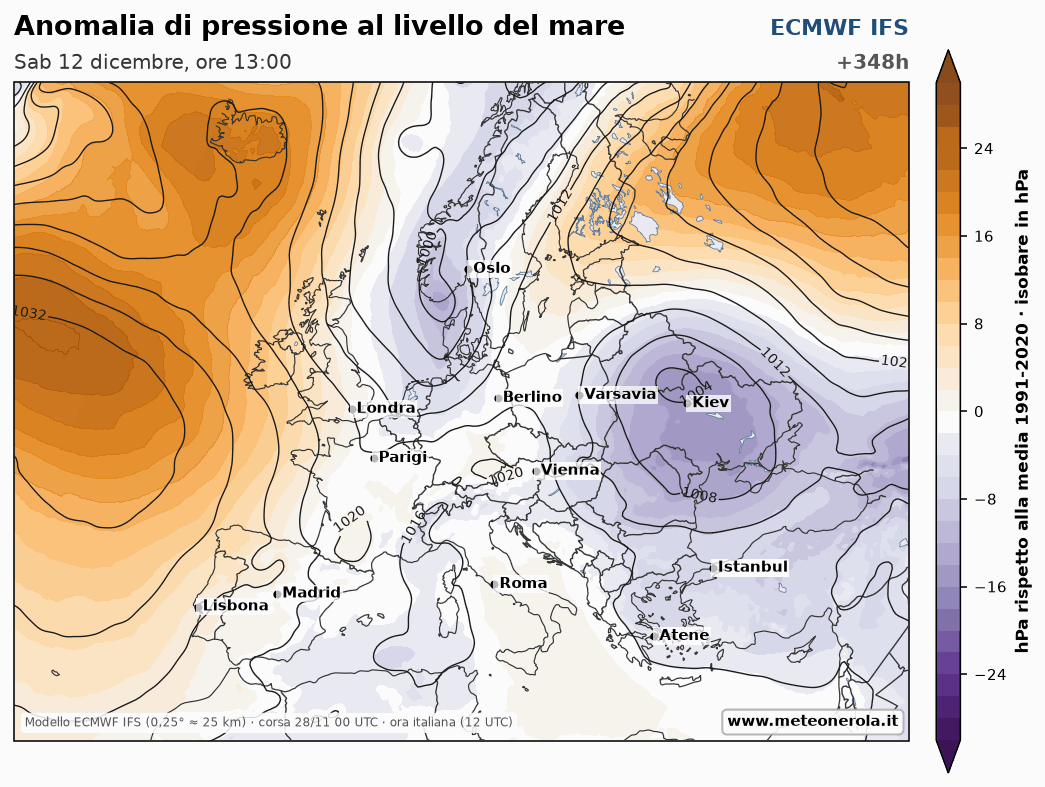 Anomalia di pressione al livello del mare
ECMWF IFS
Sab 12 dicembre, ore 13:00
+348h
1032
1012
1000
Oslo
24
16
8
0
−8
−16
−24
hPa rispetto alla media 1991-2020 · isobare in hPa
1012
102
1004
Londra
Berlino
Varsavia
Kiev
Parigi
1020
Vienna
1008
1020
1016
Madrid
Roma
Istanbul
Lisbona
Atene
Modello ECMWF IFS (0,25° ≈ 25 km) · corsa 28/11 00 UTC · ora italiana (12 UTC)
www.meteonerola.it